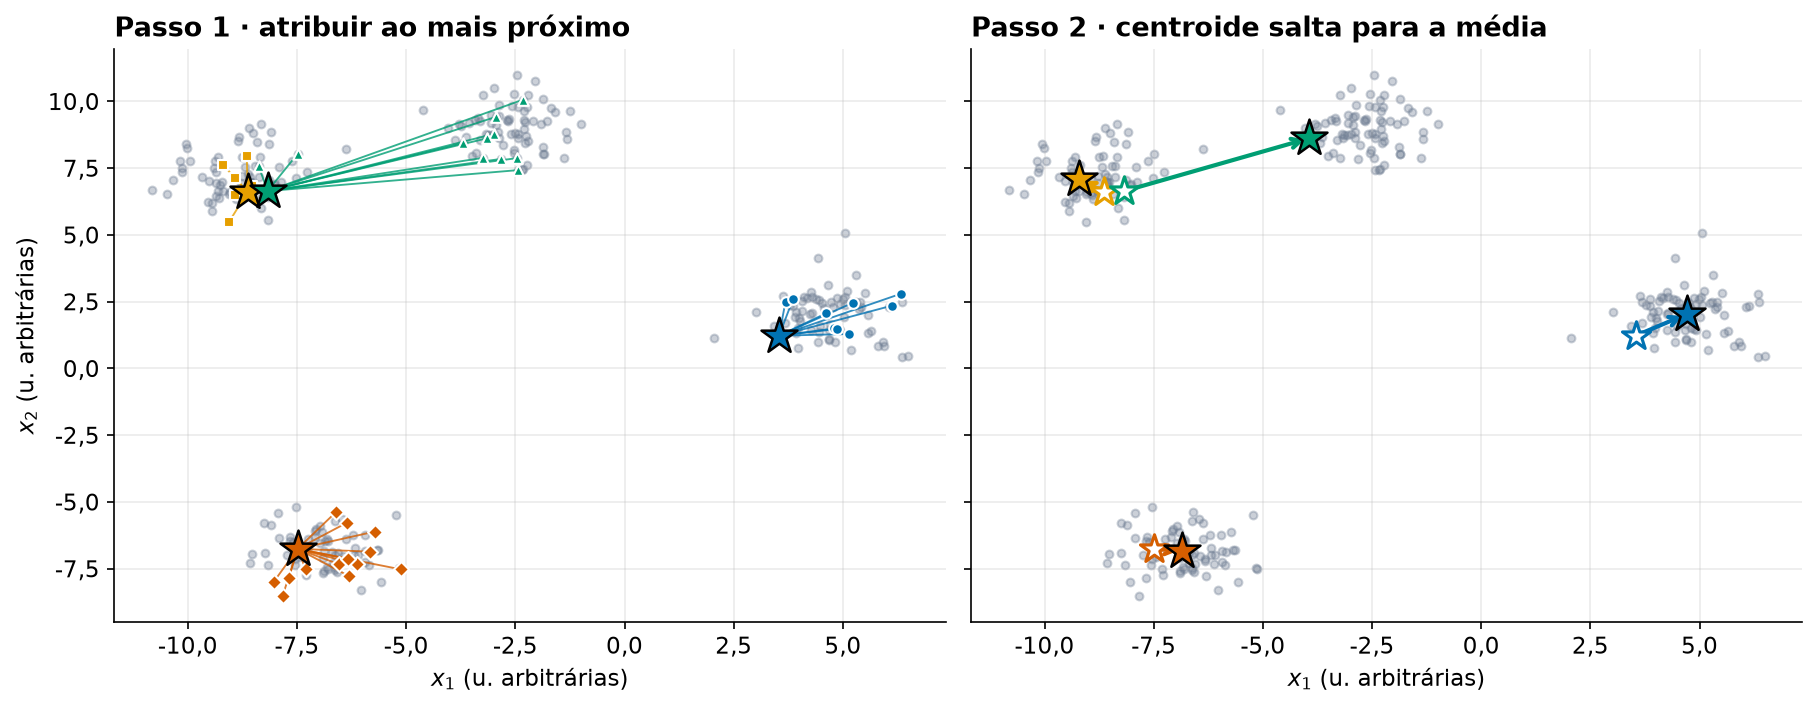 Passo 1 · atribuir ao mais próximo
Passo 2 · centroide salta para a média
10,0
7,5
5,0
2,5
0,0
-2,5
-5,0
-7,5
x₂ (u. arbitrárias)
-10,0 -7,5 -5,0 -2,5 0,0 2,5 5,0
-10,0 -7,5 -5,0 -2,5 0,0 2,5 5,0
x₁ (u. arbitrárias)
x₁ (u. arbitrárias)